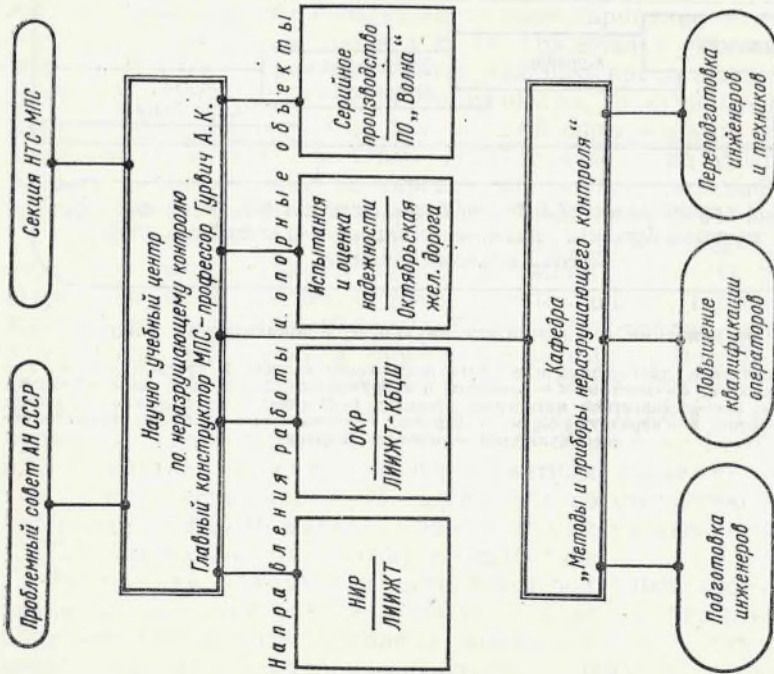 Проблемный совет АН СССР
Секция НТС МПС
Научно-учебный центр
по неразрушающему контролю
Главный конструктор МПС – профессор Гурвич А.К.
Направления работы и опорные объекты
НИР
ЛИИЖТ
ОКР
ЛИИЖТ-КБЦШ
Испытания
и оценка
надежности
Октябрьская
жел. дорога
Серийное
производство
ПО „Волна“
Кафедра
„Методы и приборы неразрушающего контроля“
Подготовка
инженеров
Повышение
квалификации
операторов
Переподготовка
инженеров
и техников